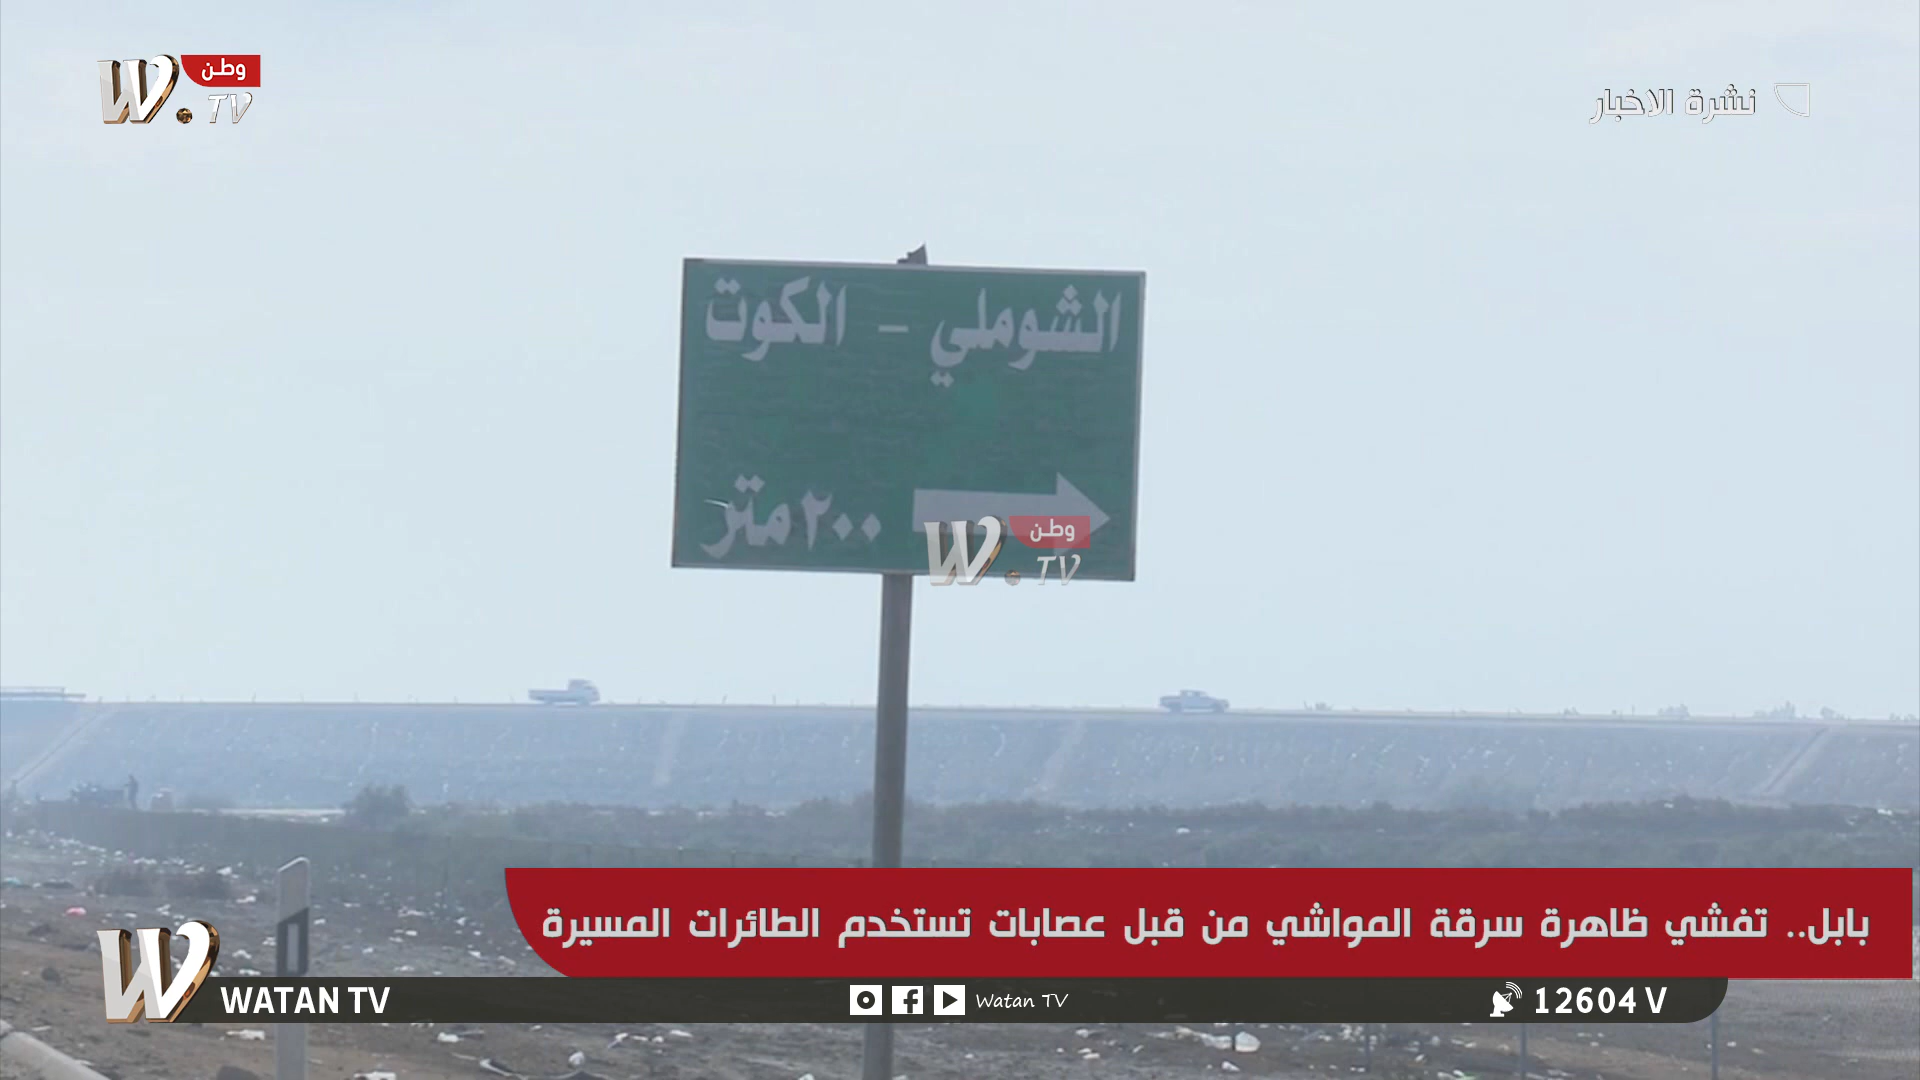 W. وطن TV
نشرة الاخبار
الشوملي - الكوت
٢٠٠ متر
W. وطن TV
بابل.. تفشي ظاهرة سرقة المواشي من قبل عصابات تستخدم الطائرات المسيرة
W WATAN TV
Watan TV
12604 V